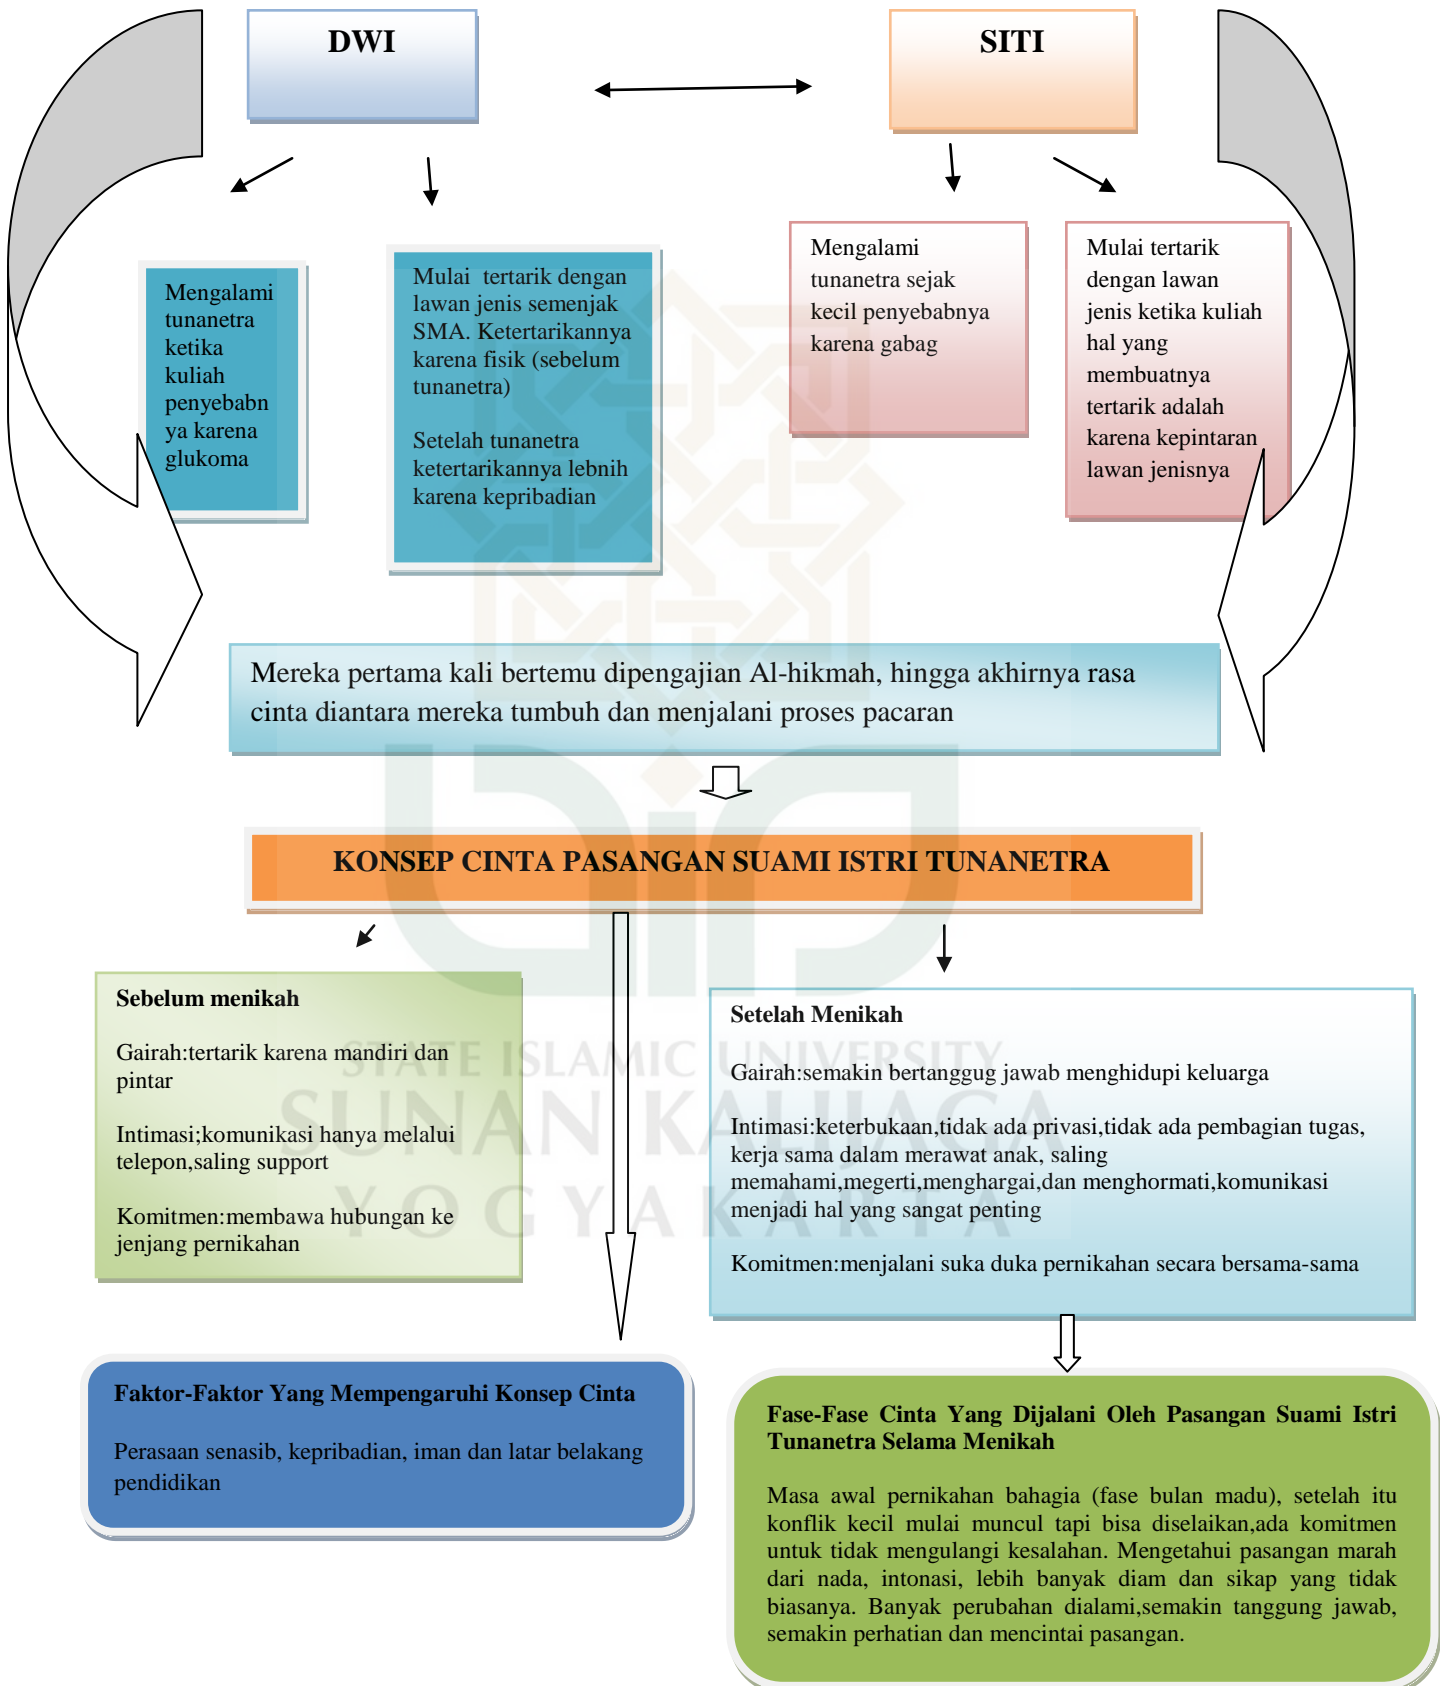 DWI
SITI
Mengalami
tunanetra
ketika
kuliah
penyebabn
ya karena
glukoma
Mulai tertarik dengan
lawan jenis semenjak
SMA. Ketertarikannya
karena fisik (sebelum
tunanetra)
Setelah tunanetra
ketertarikannya lebnih
karena kepribadian
Mengalami
tunanetra sejak
kecil penyebabnya
karena gabag
Mulai tertarik
dengan lawan
jenis ketika kuliah
hal yang
membuatnya
tertarik adalah
karena kepintaran
lawan jenisnya
Mereka pertama kali bertemu dipengajian Al-hikmah, hingga akhirnya rasa
cinta diantara mereka tumbuh dan menjalani proses pacaran
KONSEP CINTA PASANGAN SUAMI ISTRI TUNANETRA
Sebelum menikah
Gairah:tertarik karena mandiri dan
pintar
Intimasi;komunikasi hanya melalui
telepon,saling support
Komitmen:membawa hubungan ke
jenjang pernikahan
Setelah Menikah
Gairah:semakin bertanggug jawab menghidupi keluarga
Intimasi:keterbukaan,tidak ada privasi,tidak ada pembagian tugas,
kerja sama dalam merawat anak, saling
memahami,megerti,menghargai,dan menghormati,komunikasi
menjadi hal yang sangat penting
Komitmen:menjalani suka duka pernikahan secara bersama-sama
STATE ISLAMIC UNIVERSITY
SUNAN KALIJAGA
YOGYAKARTA
Faktor-Faktor Yang Mempengaruhi Konsep Cinta
Perasaan senasib, kepribadian, iman dan latar belakang
pendidikan
Fase-Fase Cinta Yang Dijalani Oleh Pasangan Suami Istri
Tunanetra Selama Menikah
Masa awal pernikahan bahagia (fase bulan madu), setelah itu
konflik kecil mulai muncul tapi bisa diselaikan,ada komitmen
untuk tidak mengulangi kesalahan. Mengetahui pasangan marah
dari nada, intonasi, lebih banyak diam dan sikap yang tidak
biasanya. Banyak perubahan dialami,semakin tanggung jawab,
semakin perhatian dan mencintai pasangan.